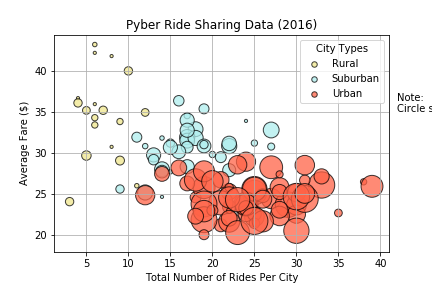 Pyber Ride Sharing Data (2016)
City Types
Rural
Suburban
Urban
Note:
Circle s
Average Fare ($)
40
35
30
25
20
5 10 15 20 25 30 35 40
Total Number of Rides Per City